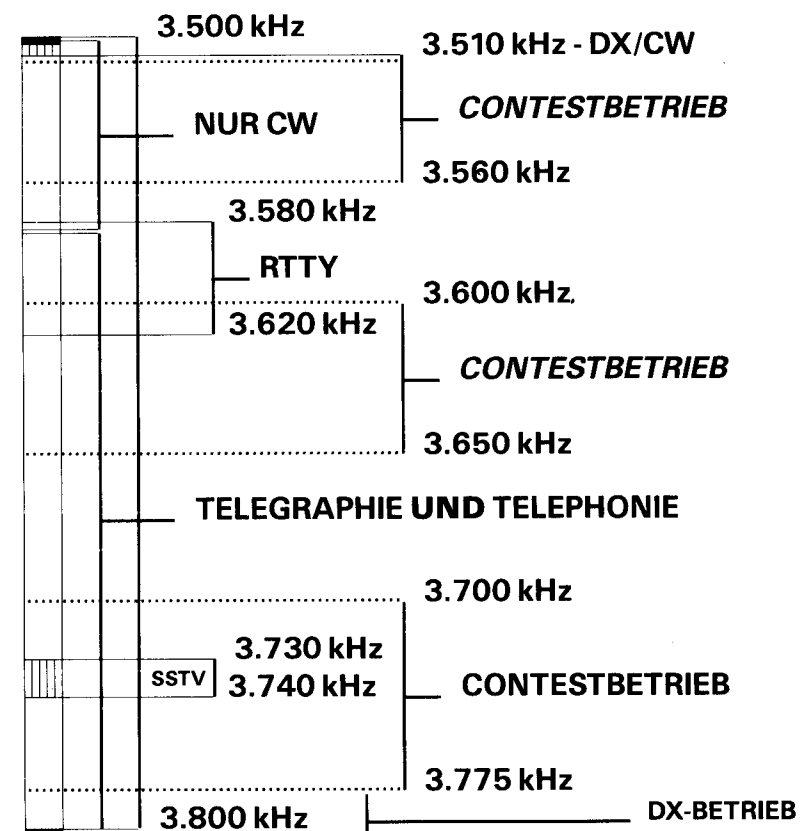 3.500 kHz
3.510 kHz - DX/CW
CONTESTBETRIEB
NUR CW
3.560 kHz
3.580 kHz
RTTY
3.600 kHz.
3.620 kHz
CONTESTBETRIEB
3.650 kHz
TELEGRAPHIE UND TELEPHONIE
3.700 kHz
3.730 kHz
SSTV
3.740 kHz
CONTESTBETRIEB
3.775 kHz
3.800 kHz
DX-BETRIEB